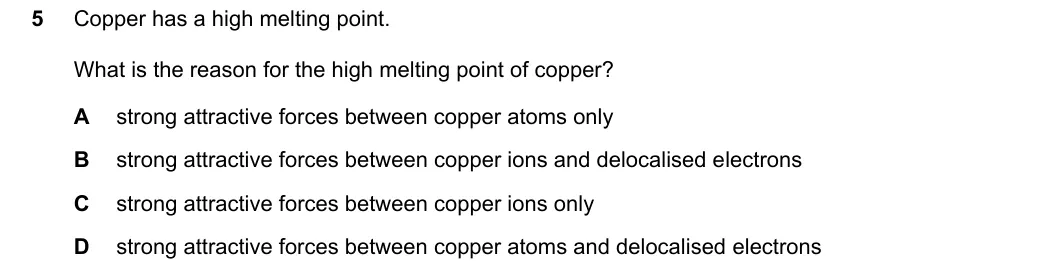 5 Copper has a high melting point.
What is the reason for the high melting point of copper?
A strong attractive forces between copper atoms only
B strong attractive forces between copper ions and delocalised electrons
C strong attractive forces between copper ions only
D strong attractive forces between copper atoms and delocalised electrons